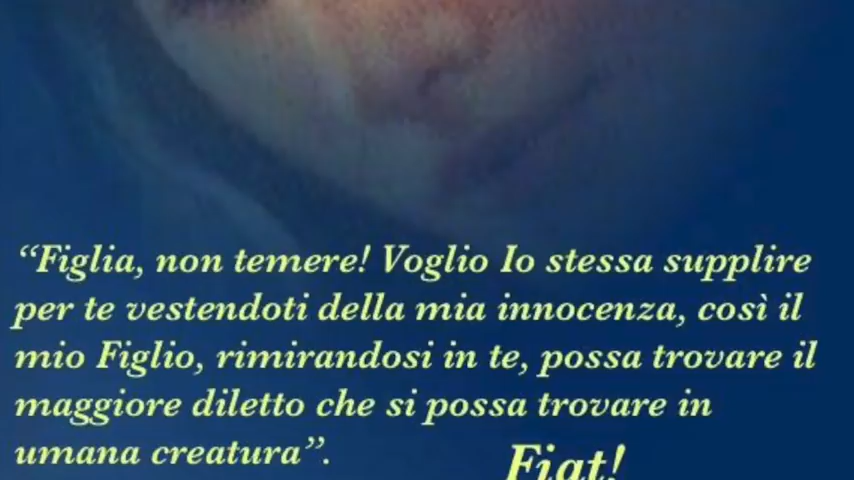 “Figlia, non temere! Voglio Io stessa supplire
per te vestendoti della mia innocenza, così il
mio Figlio, rimirandosi in te, possa trovare il
maggiore diletto che si possa trovare in
umana creatura”.
Fiat!